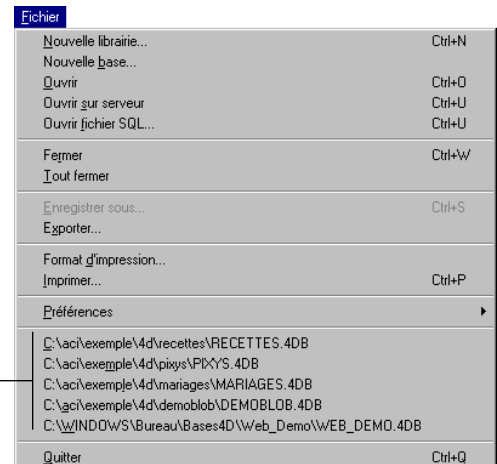 Fichier
Nouvelle librairie... Ctrl+N
Nouvelle base...
Ouvrir Ctrl+O
Ouvrir sur serveur Ctrl+U
Ouvrir fichier SQL... Ctrl+U
Fermer Ctrl+W
Tout fermer
Enregistrer sous... Ctrl+S
Exporter...
Format d'impression...
Imprimer... Ctrl+P
Préférences
C:\aci\exemple\4d\recettes\RECETTES.4DB
C:\aci\exemple\4d\pixys\PIXYS.4DB
C:\aci\exemple\4d\mariages\MARIAGES.4DB
C:\aci\exemple\4d\demoblob\DEMOBLOB.4DB
C:\WINDOWS\Bureau\Bases4D\Web_Demo\WEB_DEMO.4DB
Quitter Ctrl+Q